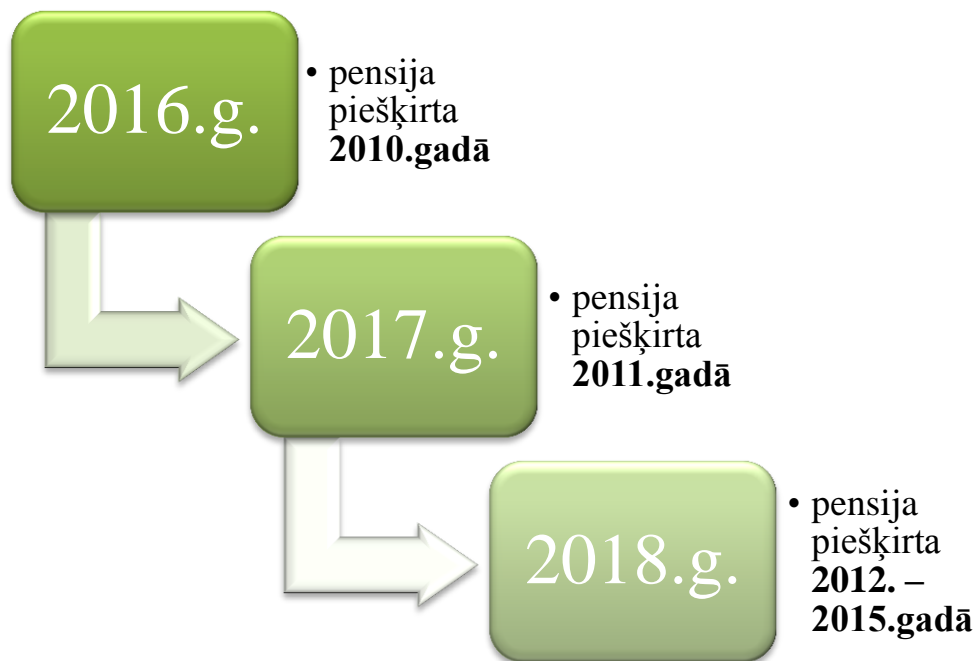 2016.g.
• pensija
piešķirta
2010.gadā
2017.g.
• pensija
piešķirta
2011.gadā
2018.g.
• pensija
piešķirta
2012. –
2015.gadā